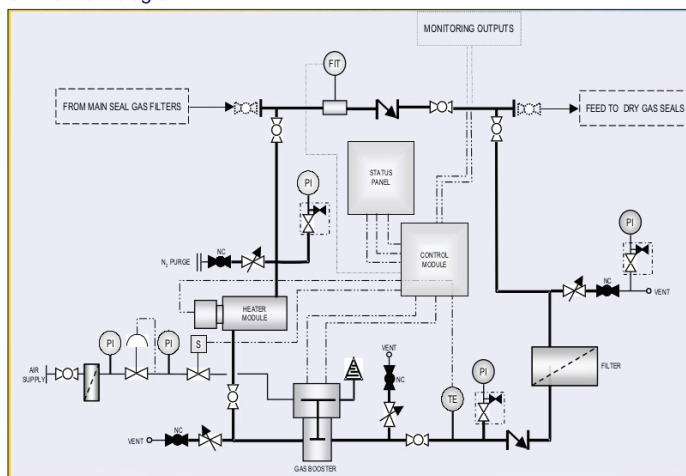 MONITORING OUTPUTS
FIT
FROM MAIN SEAL GAS FILTERS
FEED TO DRY GAS SEALS
STATUS
PANEL
PI
PI
N₂ PURGE
NC
CONTROL
MODULE
NC
VENT
HEATER
MODULE
PI
PI
S
AIR
SUPPLY
VENT
NC
PI
FILTER
TE
VENT
NC
GAS BOOSTER